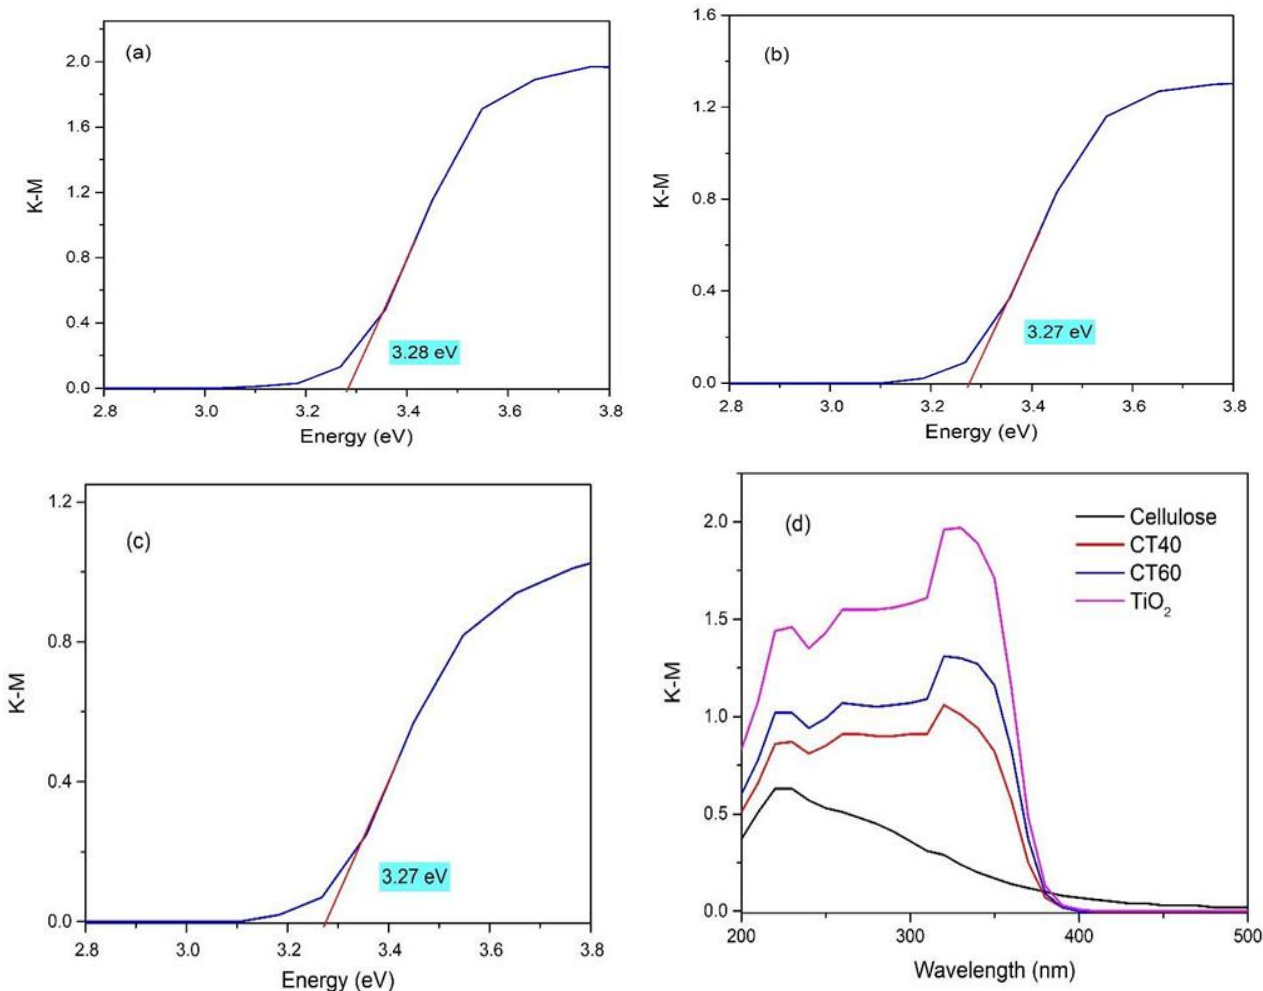 (a)
2.0
1.6
1.2
0.8
0.4
0.0
K-M
3.28 eV
2.8 3.0 3.2 3.4 3.6 3.8
Energy (eV)
(b)
1.6
1.2
0.8
0.4
0.0
K-M
3.27 eV
2.8 3.0 3.2 3.4 3.6 3.8
Energy (eV)
(c)
1.2
0.8
0.4
0.0
K-M
3.27 eV
2.8 3.0 3.2 3.4 3.6 3.8
Energy (eV)
(d)
Cellulose
CT40
CT60
TiO₂
2.0
1.5
1.0
0.5
0.0
K-M
200 300 400 500
Wavelength (nm)